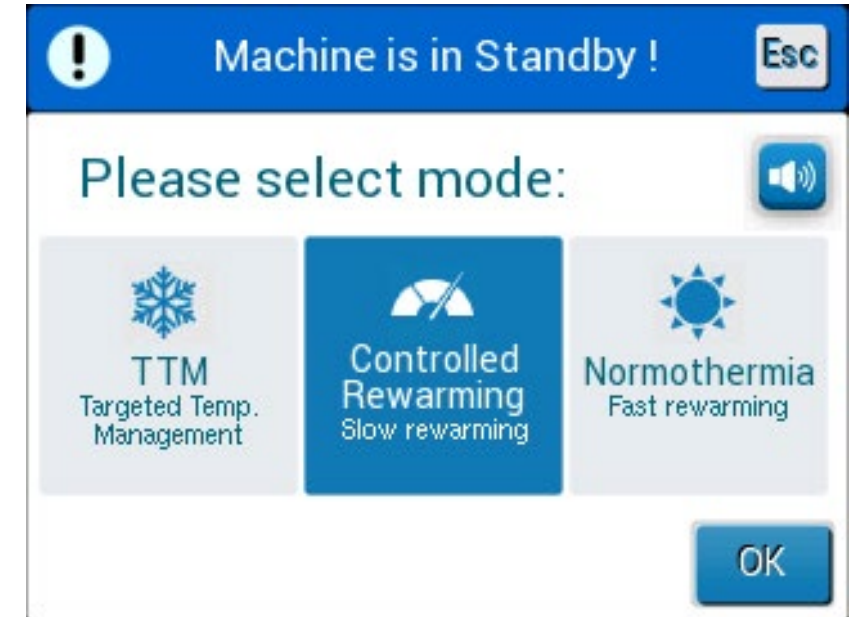 !
Machine is in Standby !
Esc
Please select mode:
TTM
Targeted Temp.
Management
Controlled
Rewarming
Slow rewarming
Normothermia
Fast rewarming
OK